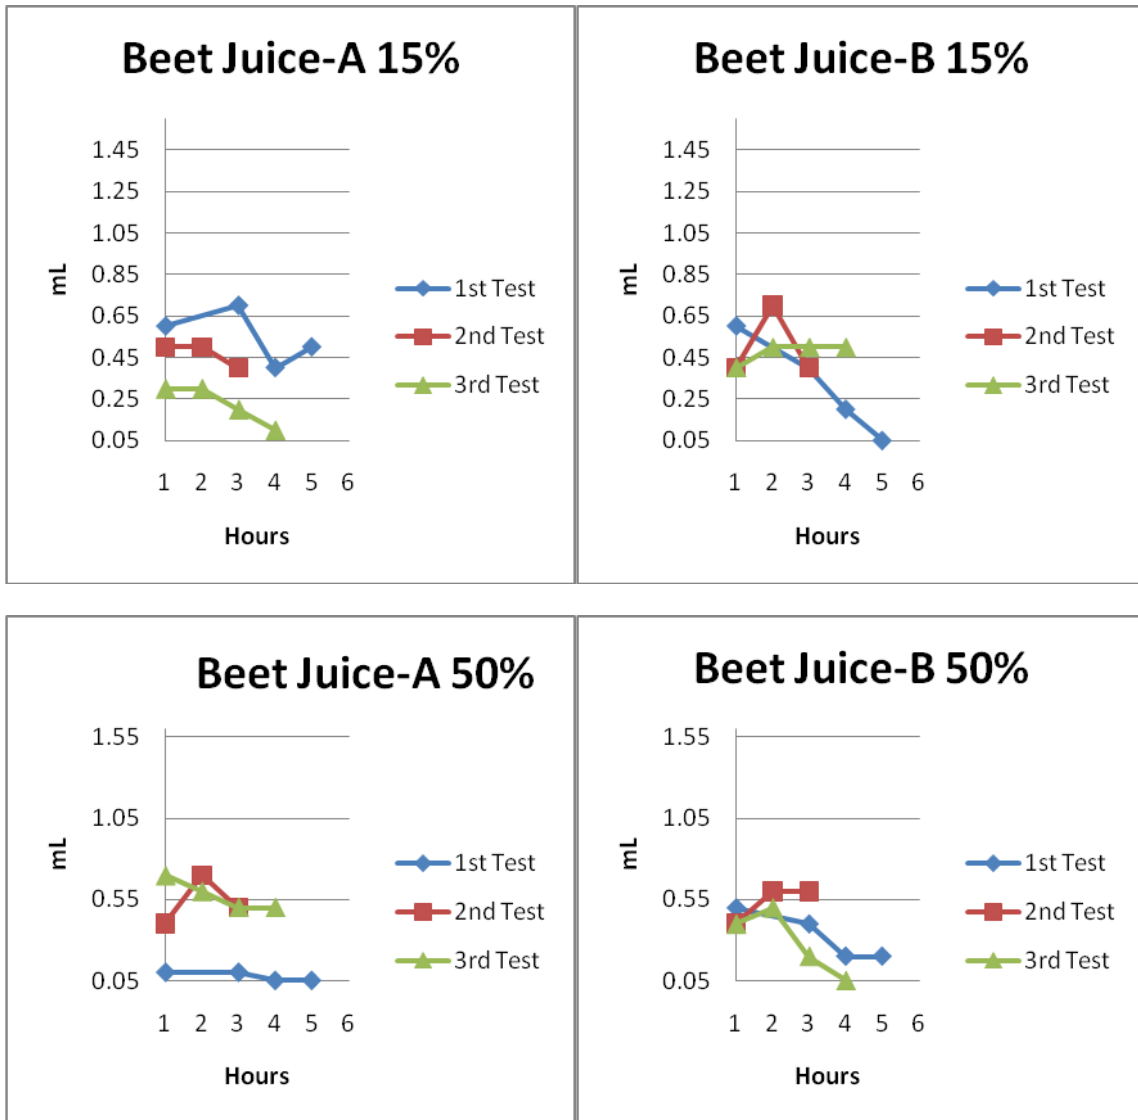 Beet Juice-A 15%
1.45
1.25
1.05
0.85
0.65
0.45
0.25
0.05
mL
1 2 3 4 5 6
Hours
1st Test
2nd Test
3rd Test
Beet Juice-B 15%
1.45
1.25
1.05
0.85
0.65
0.45
0.25
0.05
mL
1 2 3 4 5 6
Hours
1st Test
2nd Test
3rd Test
Beet Juice-A 50%
1.55
1.05
0.55
0.05
mL
1 2 3 4 5 6
Hours
1st Test
2nd Test
3rd Test
Beet Juice-B 50%
1.55
1.05
0.55
0.05
mL
1 2 3 4 5 6
Hours
1st Test
2nd Test
3rd Test